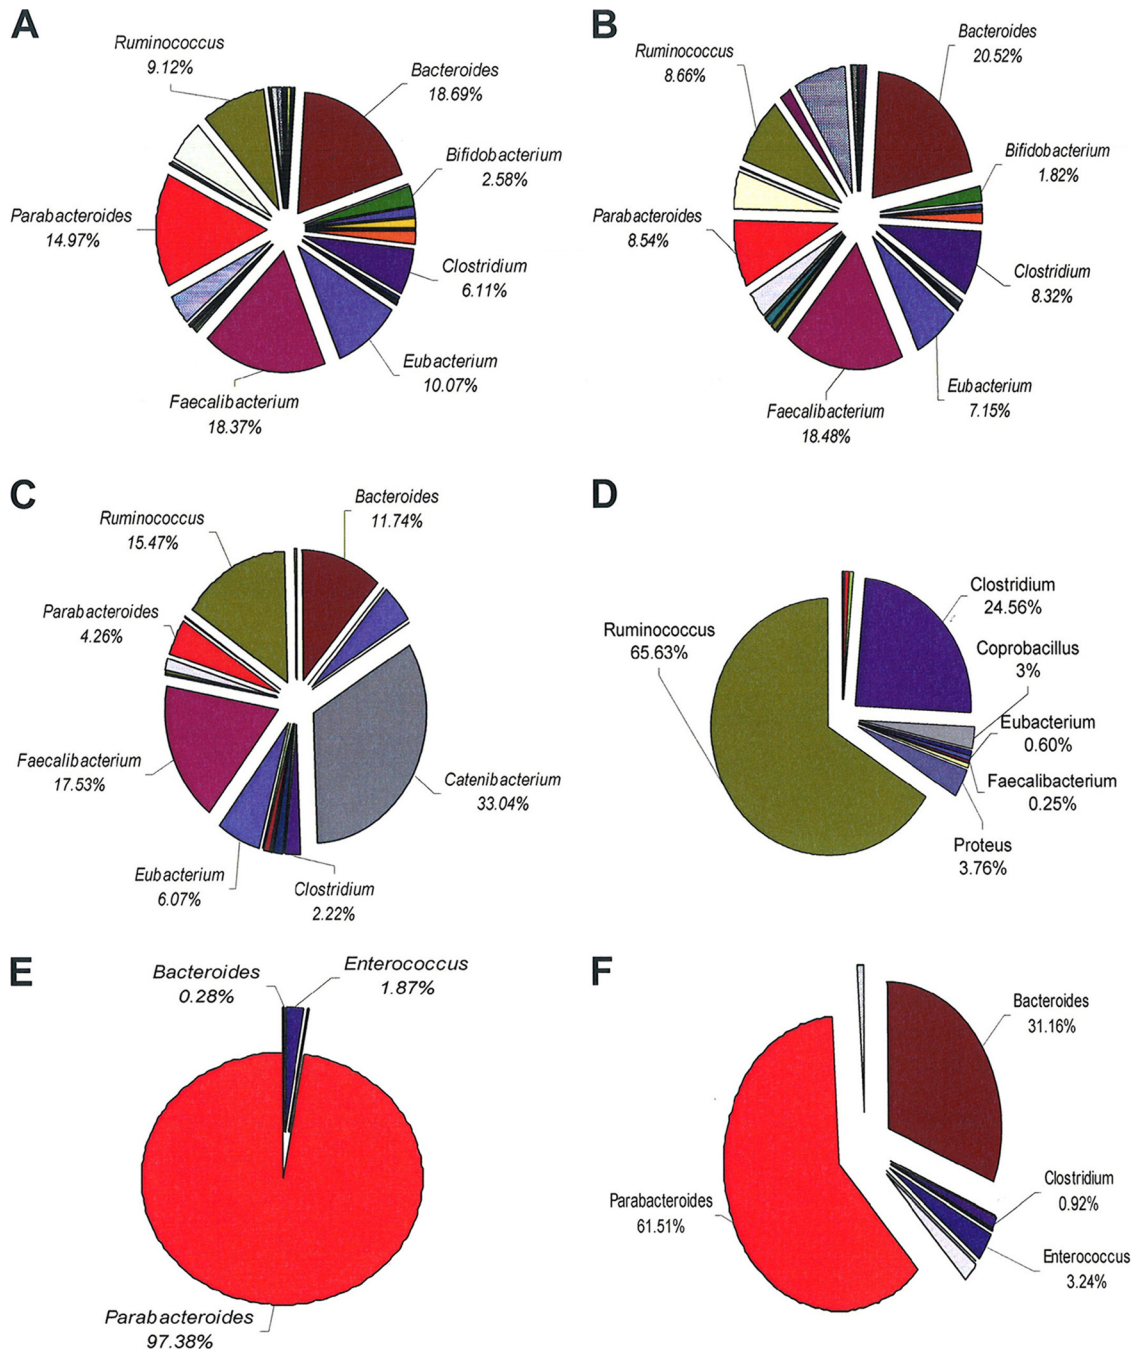 A
Ruminococcus
9.12%
Bacteroides
18.69%
Bifidobacterium
2.58%
Parabacteroides
14.97%
Clostridium
6.11%
Eubacterium
10.07%
Faecalibacterium
18.37%
B
Bacteroides
20.52%
Ruminococcus
8.66%
Bifidobacterium
1.82%
Parabacteroides
8.54%
Clostridium
8.32%
Eubacterium
7.15%
Faecalibacterium
18.48%
C
Bacteroides
11.74%
Ruminococcus
15.47%
Parabacteroides
4.26%
Faecalibacterium
17.53%
Catenibacterium
33.04%
Eubacterium
6.07%
Clostridium
2.22%
D
Clostridium
24.56%
Ruminococcus
65.63%
Coprobacillus
3%
Eubacterium
0.60%
Faecalibacterium
0.25%
Proteus
3.76%
E
Bacteroides
0.28%
Enterococcus
1.87%
Parabacteroides
97.38%
F
Bacteroides
31.16%
Clostridium
0.92%
Parabacteroides
61.51%
Enterococcus
3.24%